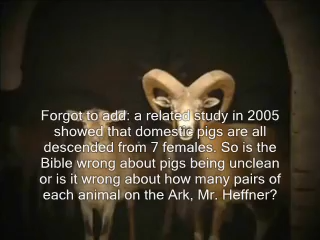 Forgot to add: a related study in 2005
showed that domestic pigs are all
descended from 7 females. So is the
Bible wrong about pigs being unclean
or is it wrong about how many pairs of
each animal on the Ark, Mr. Heffner?